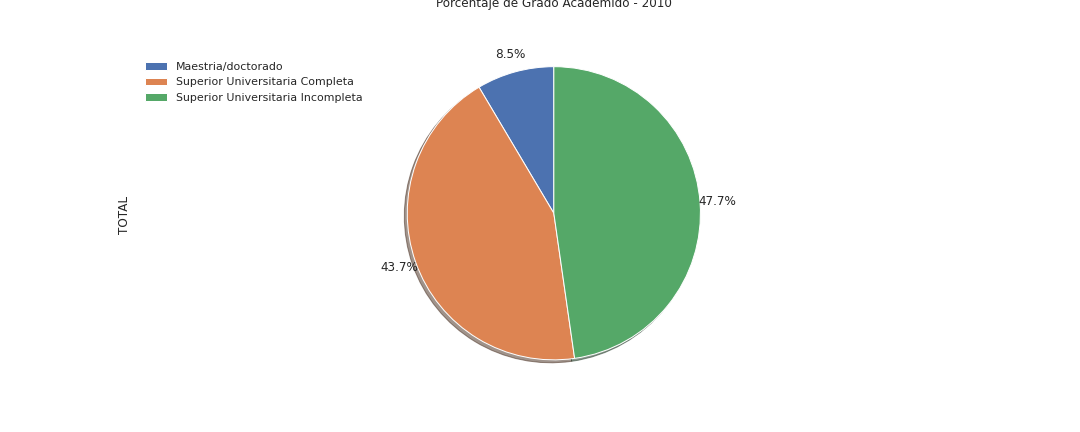 Porcentaje de Grado Academido - 2010
8.5%
Maestria/doctorado
Superior Universitaria Completa
Superior Universitaria Incompleta
47.7%
TOTAL
43.7%